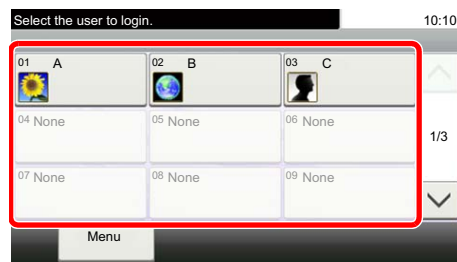 Select the user to login. 10:10
01 A 02 B 03 C
04 None 05 None 06 None
1/3
07 None 08 None 09 None
Menu